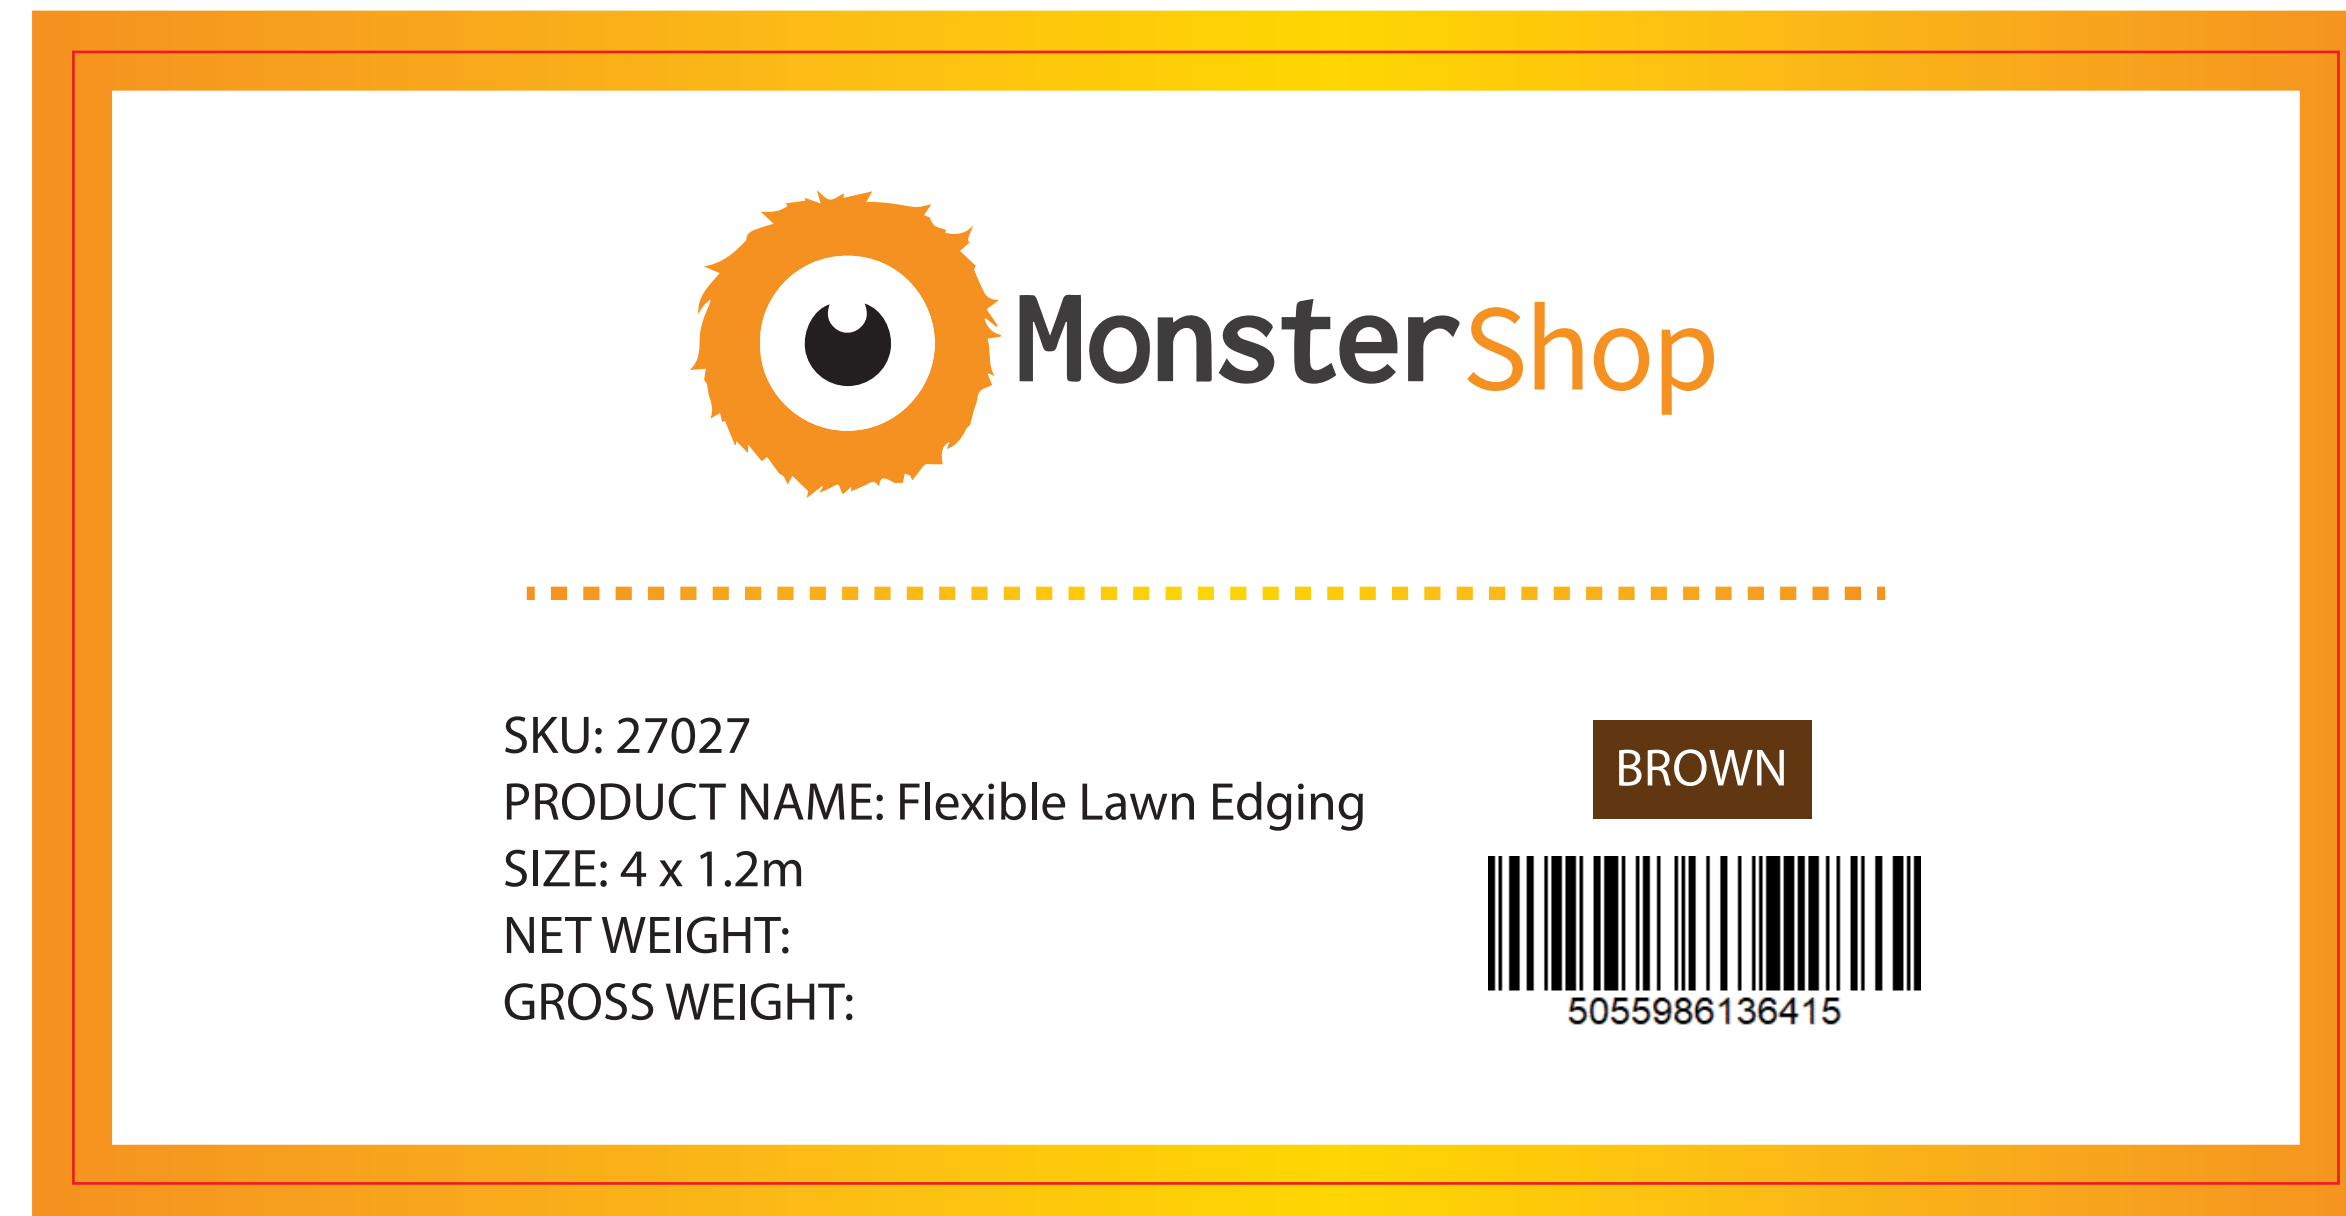 MonsterShop
SKU: 27027
PRODUCT NAME: Flexible Lawn Edging
SIZE: 4 x 1.2m
NET WEIGHT:
GROSS WEIGHT:
BROWN
5055986136415